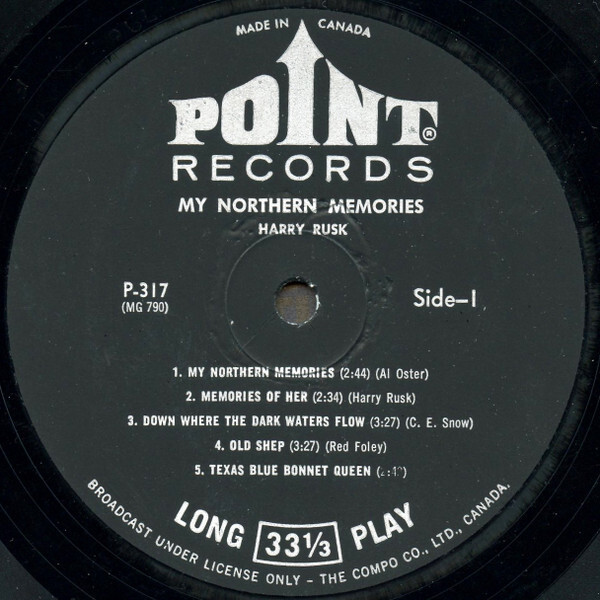 MADE IN CANADA
POINT®
RECORDS
MY NORTHERN MEMORIES
HARRY RUSK
P-317
(MG 790)
Side-1
1. MY NORTHERN MEMORIES (2:44) (Al Oster)
2. MEMORIES OF HER (2:34) (Harry Rusk)
3. DOWN WHERE THE DARK WATERS FLOW (3:27) (C. E. Snow)
4. OLD SHEP (3:27) (Red Foley)
5. TEXAS BLUE BONNET QUEEN
LONG 33⅓ PLAY
BROADCAST UNDER LICENSE ONLY - THE COMPO CO., LTD., CANADA.